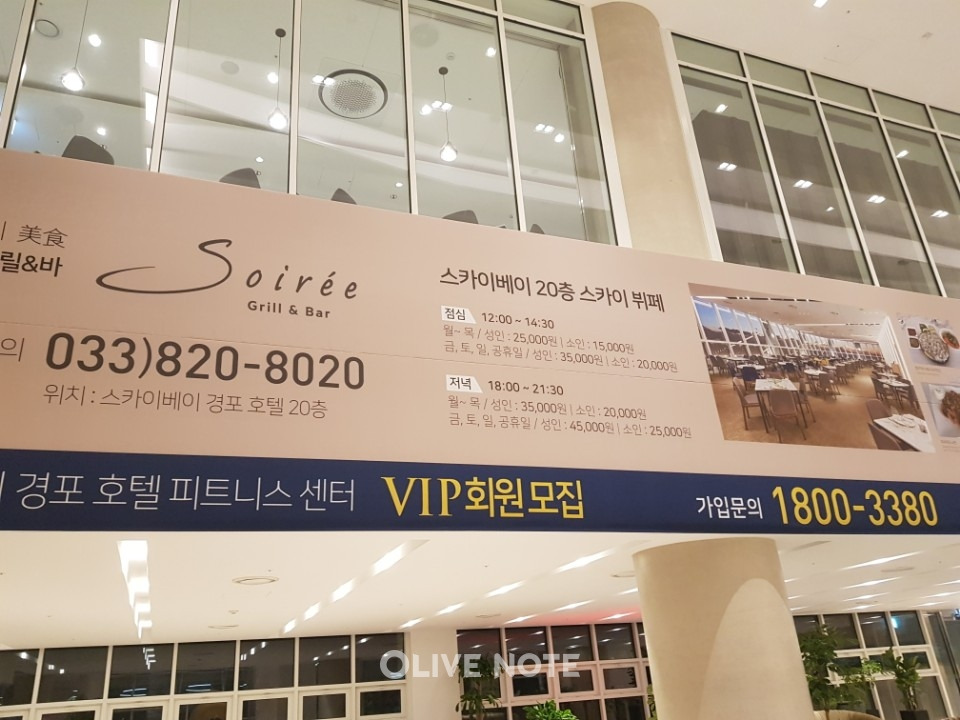 美食
릴&바
Soirée
Grill & Bar
의 033)820-8020
위치 : 스카이베이 경포 호텔 20층
스카이베이 20층 스카이 뷔페
점심 12:00 ~ 14:30
월~ 목 / 성인 : 25,000원 | 소인 : 15,000원
금, 토, 일, 공휴일 / 성인 : 35,000원 | 소인 : 20,000원
저녁 18:00 ~ 21:30
월~ 목 / 성인 : 35,000원 | 소인 : 20,000원
금, 토, 일, 공휴일 / 성인 : 45,000원 | 소인 : 25,000원
경포 호텔 피트니스 센터 VIP 회원 모집 가입문의 1800-3380
OLIVE NOTE